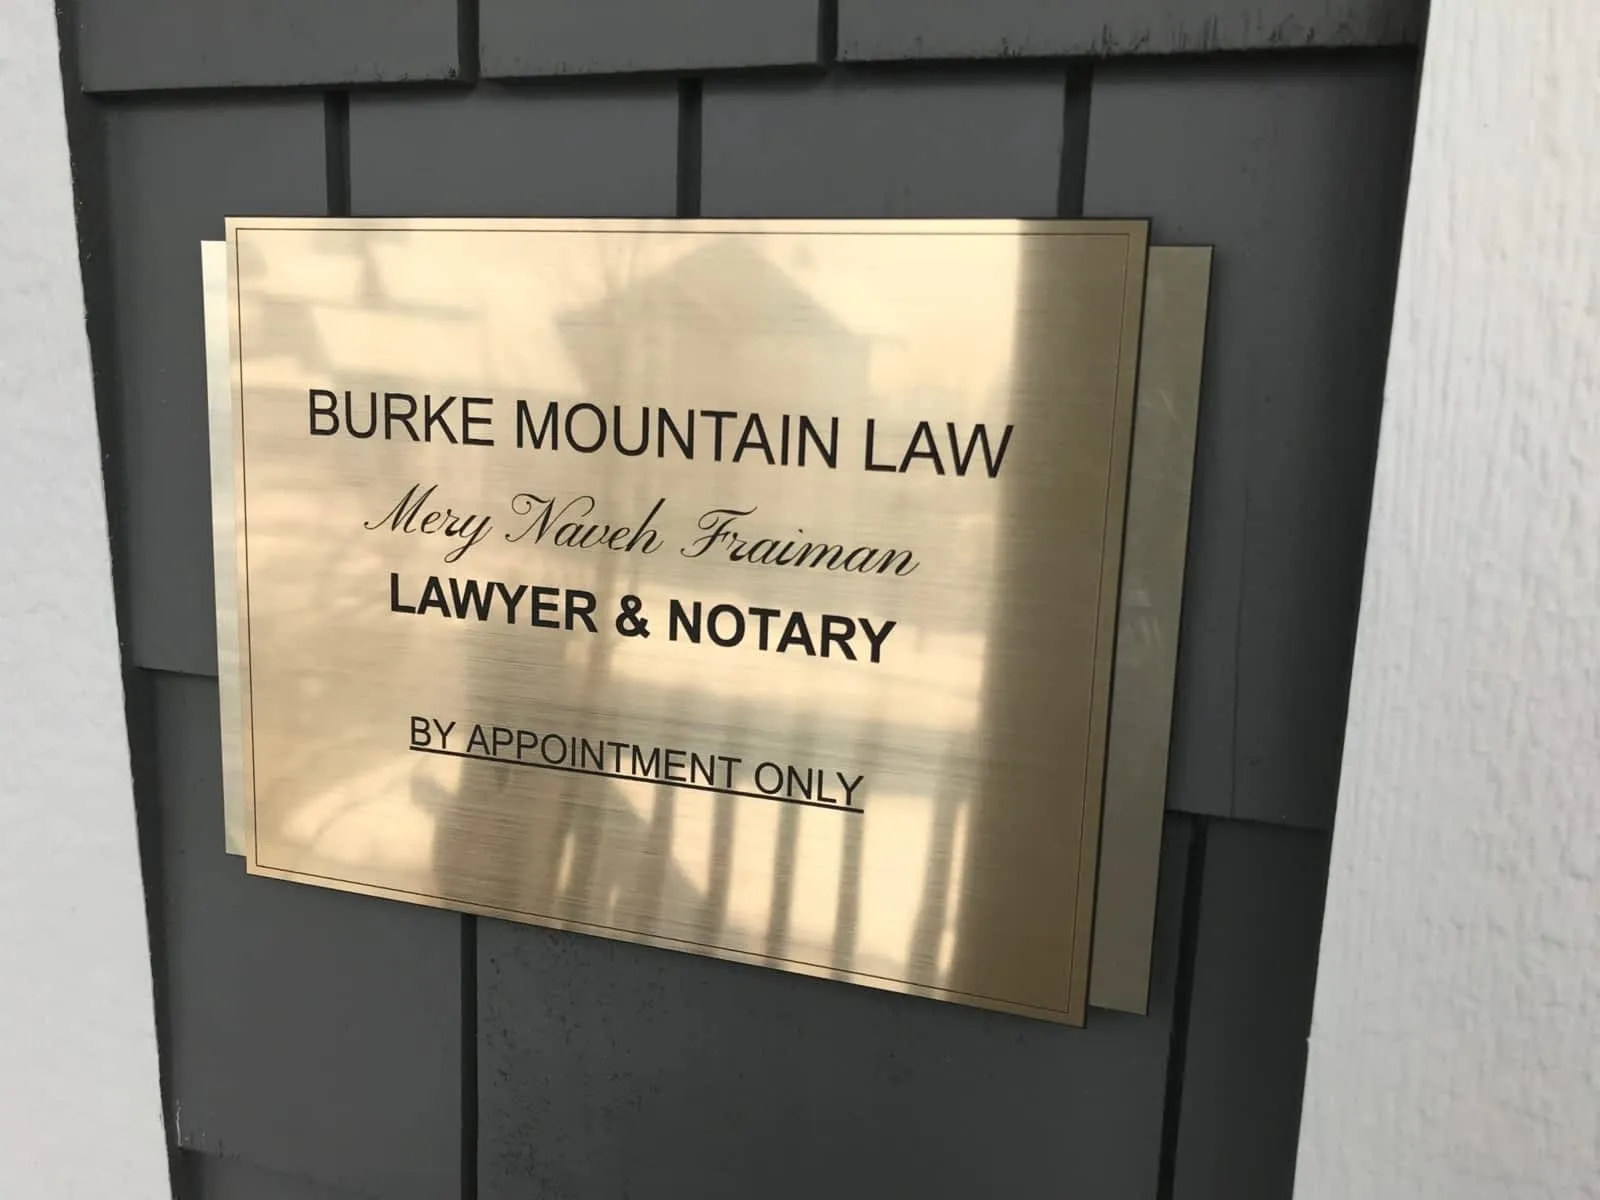 BURKE MOUNTAIN LAW
Mery Naveh Fraiman
LAWYER & NOTARY
BY APPOINTMENT ONLY